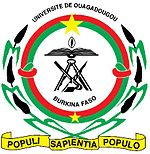 UNIVERSITE DE OUAGADOUGOU
BURKINA FASO
POPULI SAPIENTIA POPULO